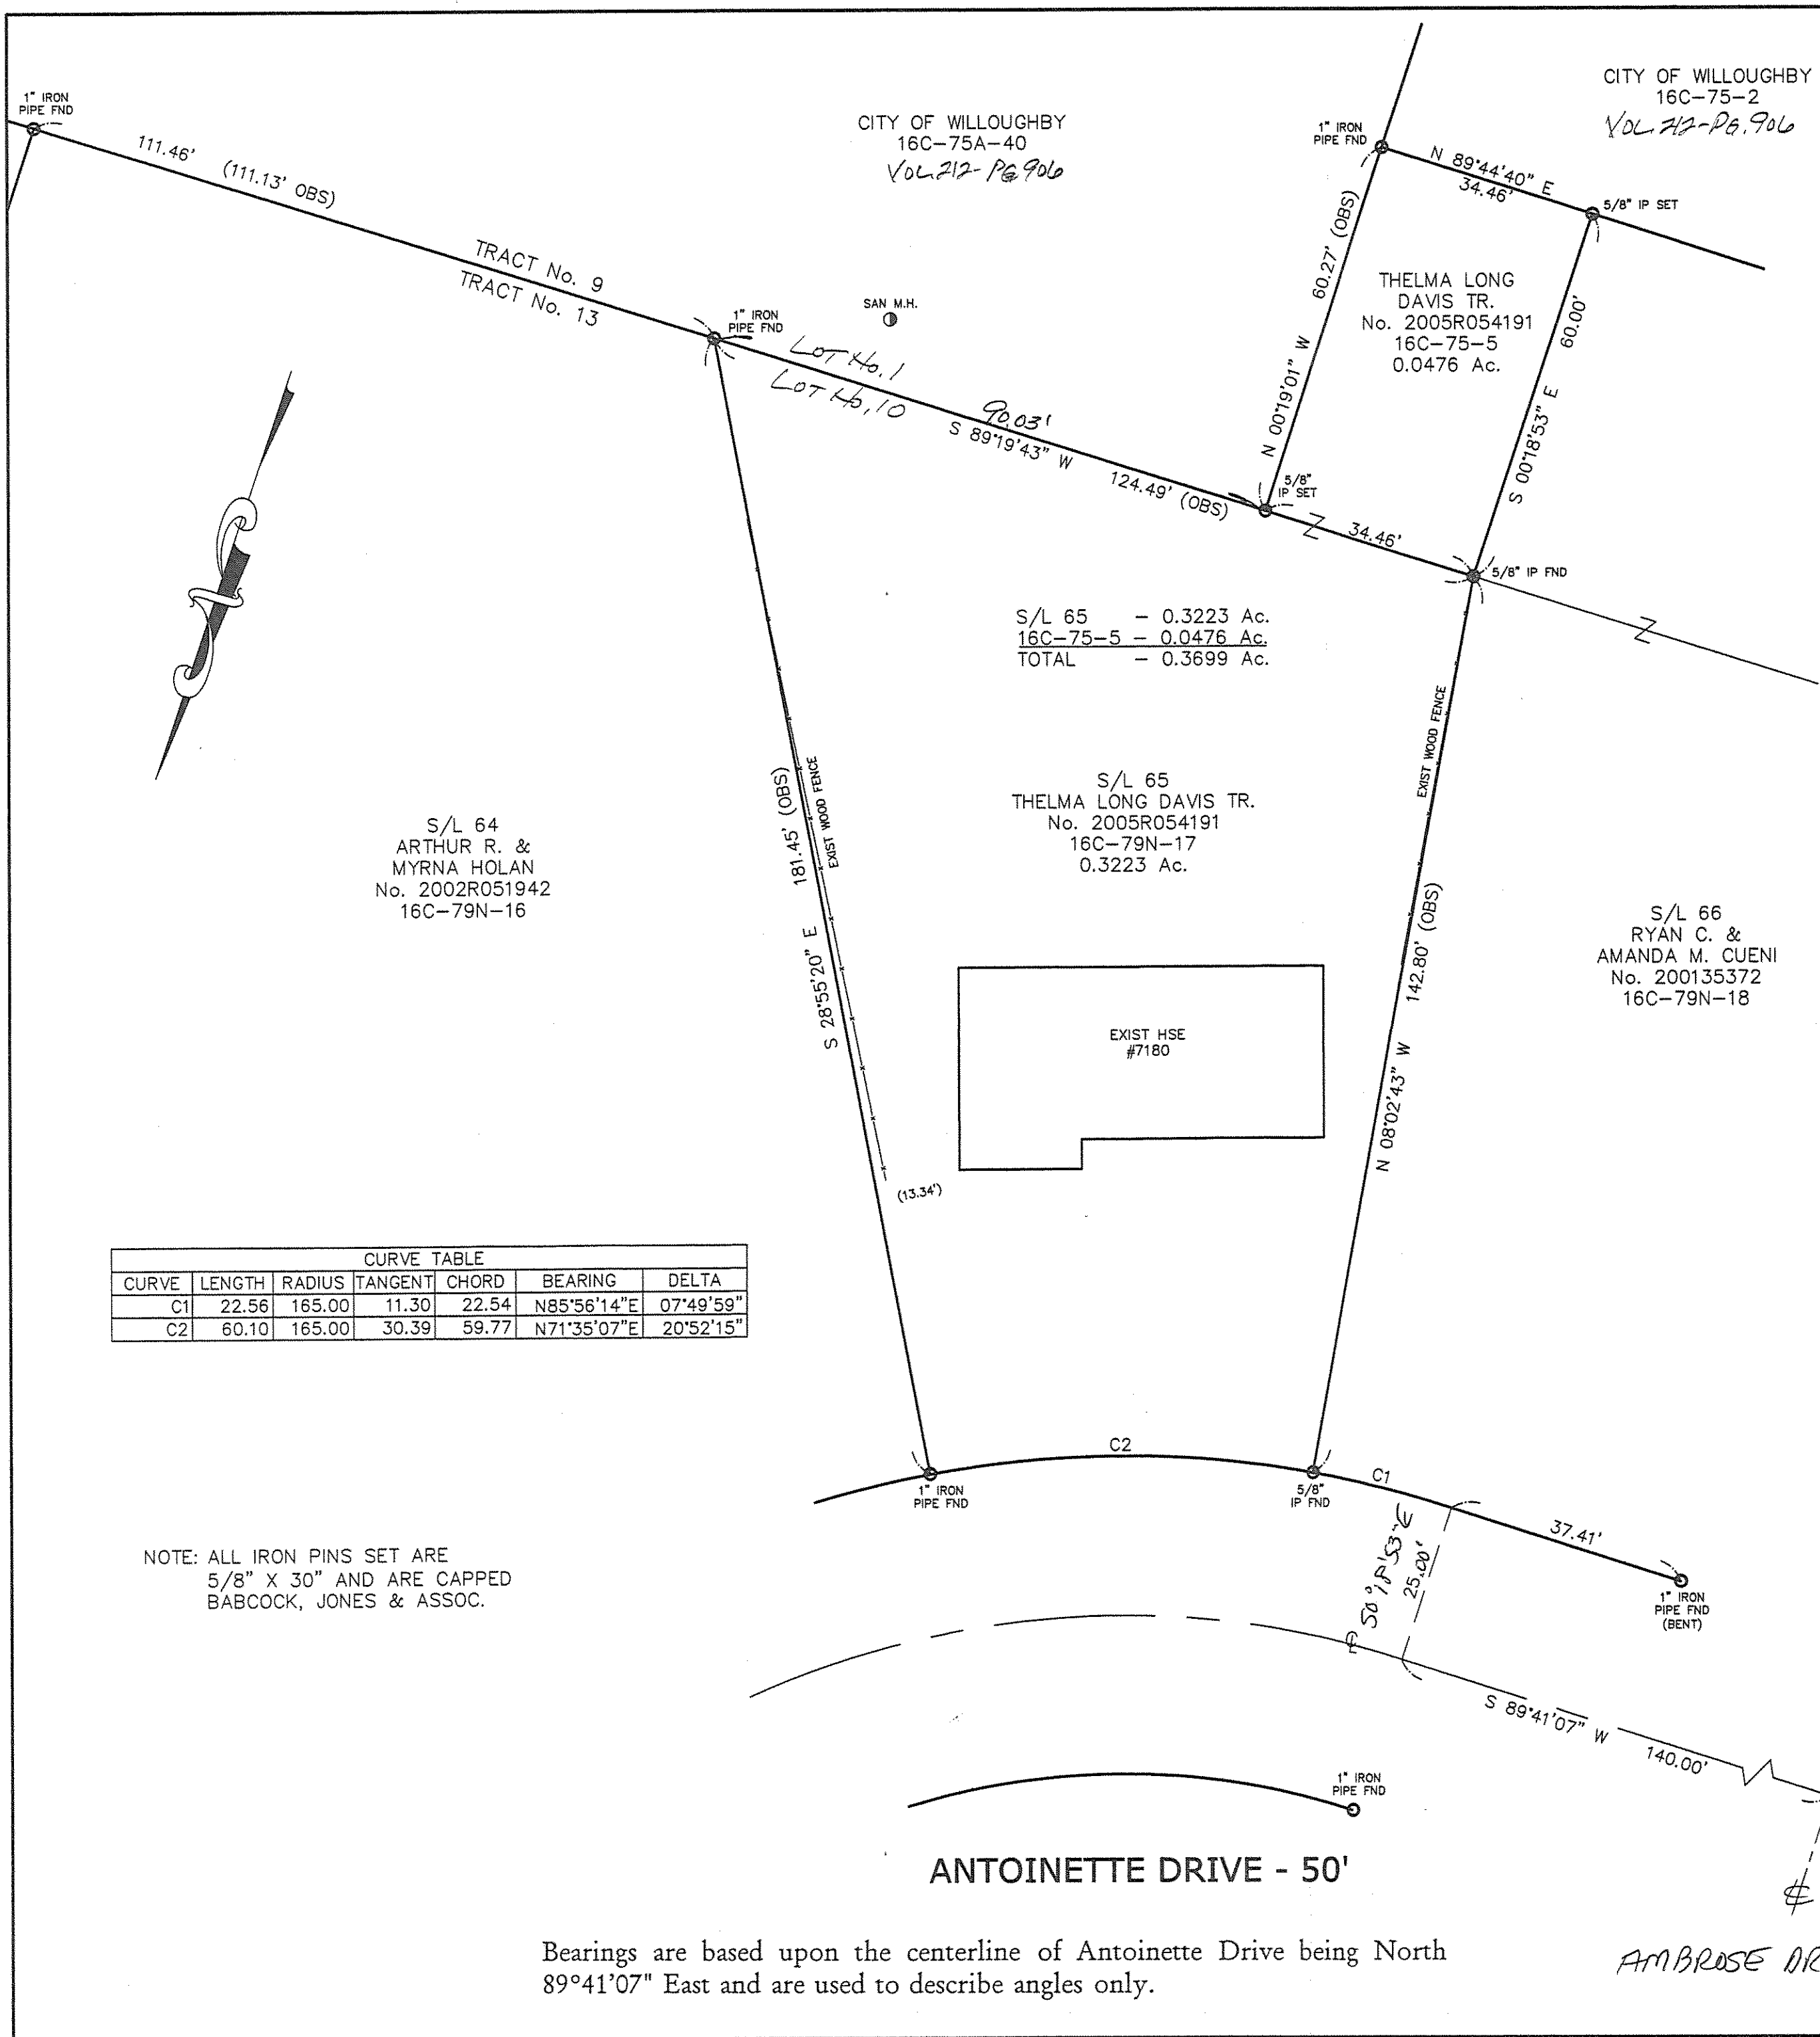 1" IRON
PIPE FND
111.46'
(111.13' OBS)
TRACT No. 9
TRACT No. 13
CITY OF WILLOUGHBY
16C-75A-40
VOL. 212-PG 906
CITY OF WILLOUGHBY
16C-75-2
VOL. 212-PG. 906
1" IRON
PIPE FND
N 89°44'40" E
34.46'
5/8" IP SET
60.27' (OBS)
N 00°19'01" W
THELMA LONG
DAVIS TR.
No. 2005R054191
16C-75-5
0.0476 Ac.
60.00'
S 00°18'53" E
SAN M.H.
1" IRON
PIPE FND
LOT No. 1
LOT No. 10
90.03'
S 89°19'43" W
124.49' (OBS)
5/8"
IP SET
34.46'
5/8" IP FND
S/L 65 – 0.3223 Ac.
16C-75-5 – 0.0476 Ac.
TOTAL – 0.3699 Ac.
EXIST WOOD FENCE
181.45' (OBS)
S 28°55'20" E
EXIST WOOD FENCE
S/L 65
THELMA LONG DAVIS TR.
No. 2005R054191
16C-79N-17
0.3223 Ac.
S/L 64
ARTHUR R. &
MYRNA HOLAN
No. 2002R051942
16C-79N-16
142.80' (OBS)
N 08°02'43" W
S/L 66
RYAN C. &
AMANDA M. CUENI
No. 200135372
16C-79N-18
EXIST HSE
#7180
(13.34')
CURVE TABLE
CURVE LENGTH RADIUS TANGENT CHORD BEARING DELTA
C1 22.56 165.00 11.30 22.54 N85°56'14"E 07°49'59"
C2 60.10 165.00 30.39 59.77 N71°35'07"E 20°52'15"
C2
C1
1" IRON
PIPE FND
5/8"
IP FND
37.41'
1" IRON
PIPE FND
(BENT)
S 0°18'53" E
25.00'
℄
NOTE: ALL IRON PINS SET ARE
5/8" X 30" AND ARE CAPPED
BABCOCK, JONES & ASSOC.
S 89°41'07" W
140.00'
1" IRON
PIPE FND
ANTOINETTE DRIVE - 50'
℄
Bearings are based upon the centerline of Antoinette Drive being North
89°41'07" East and are used to describe angles only.
AMBROSE DR